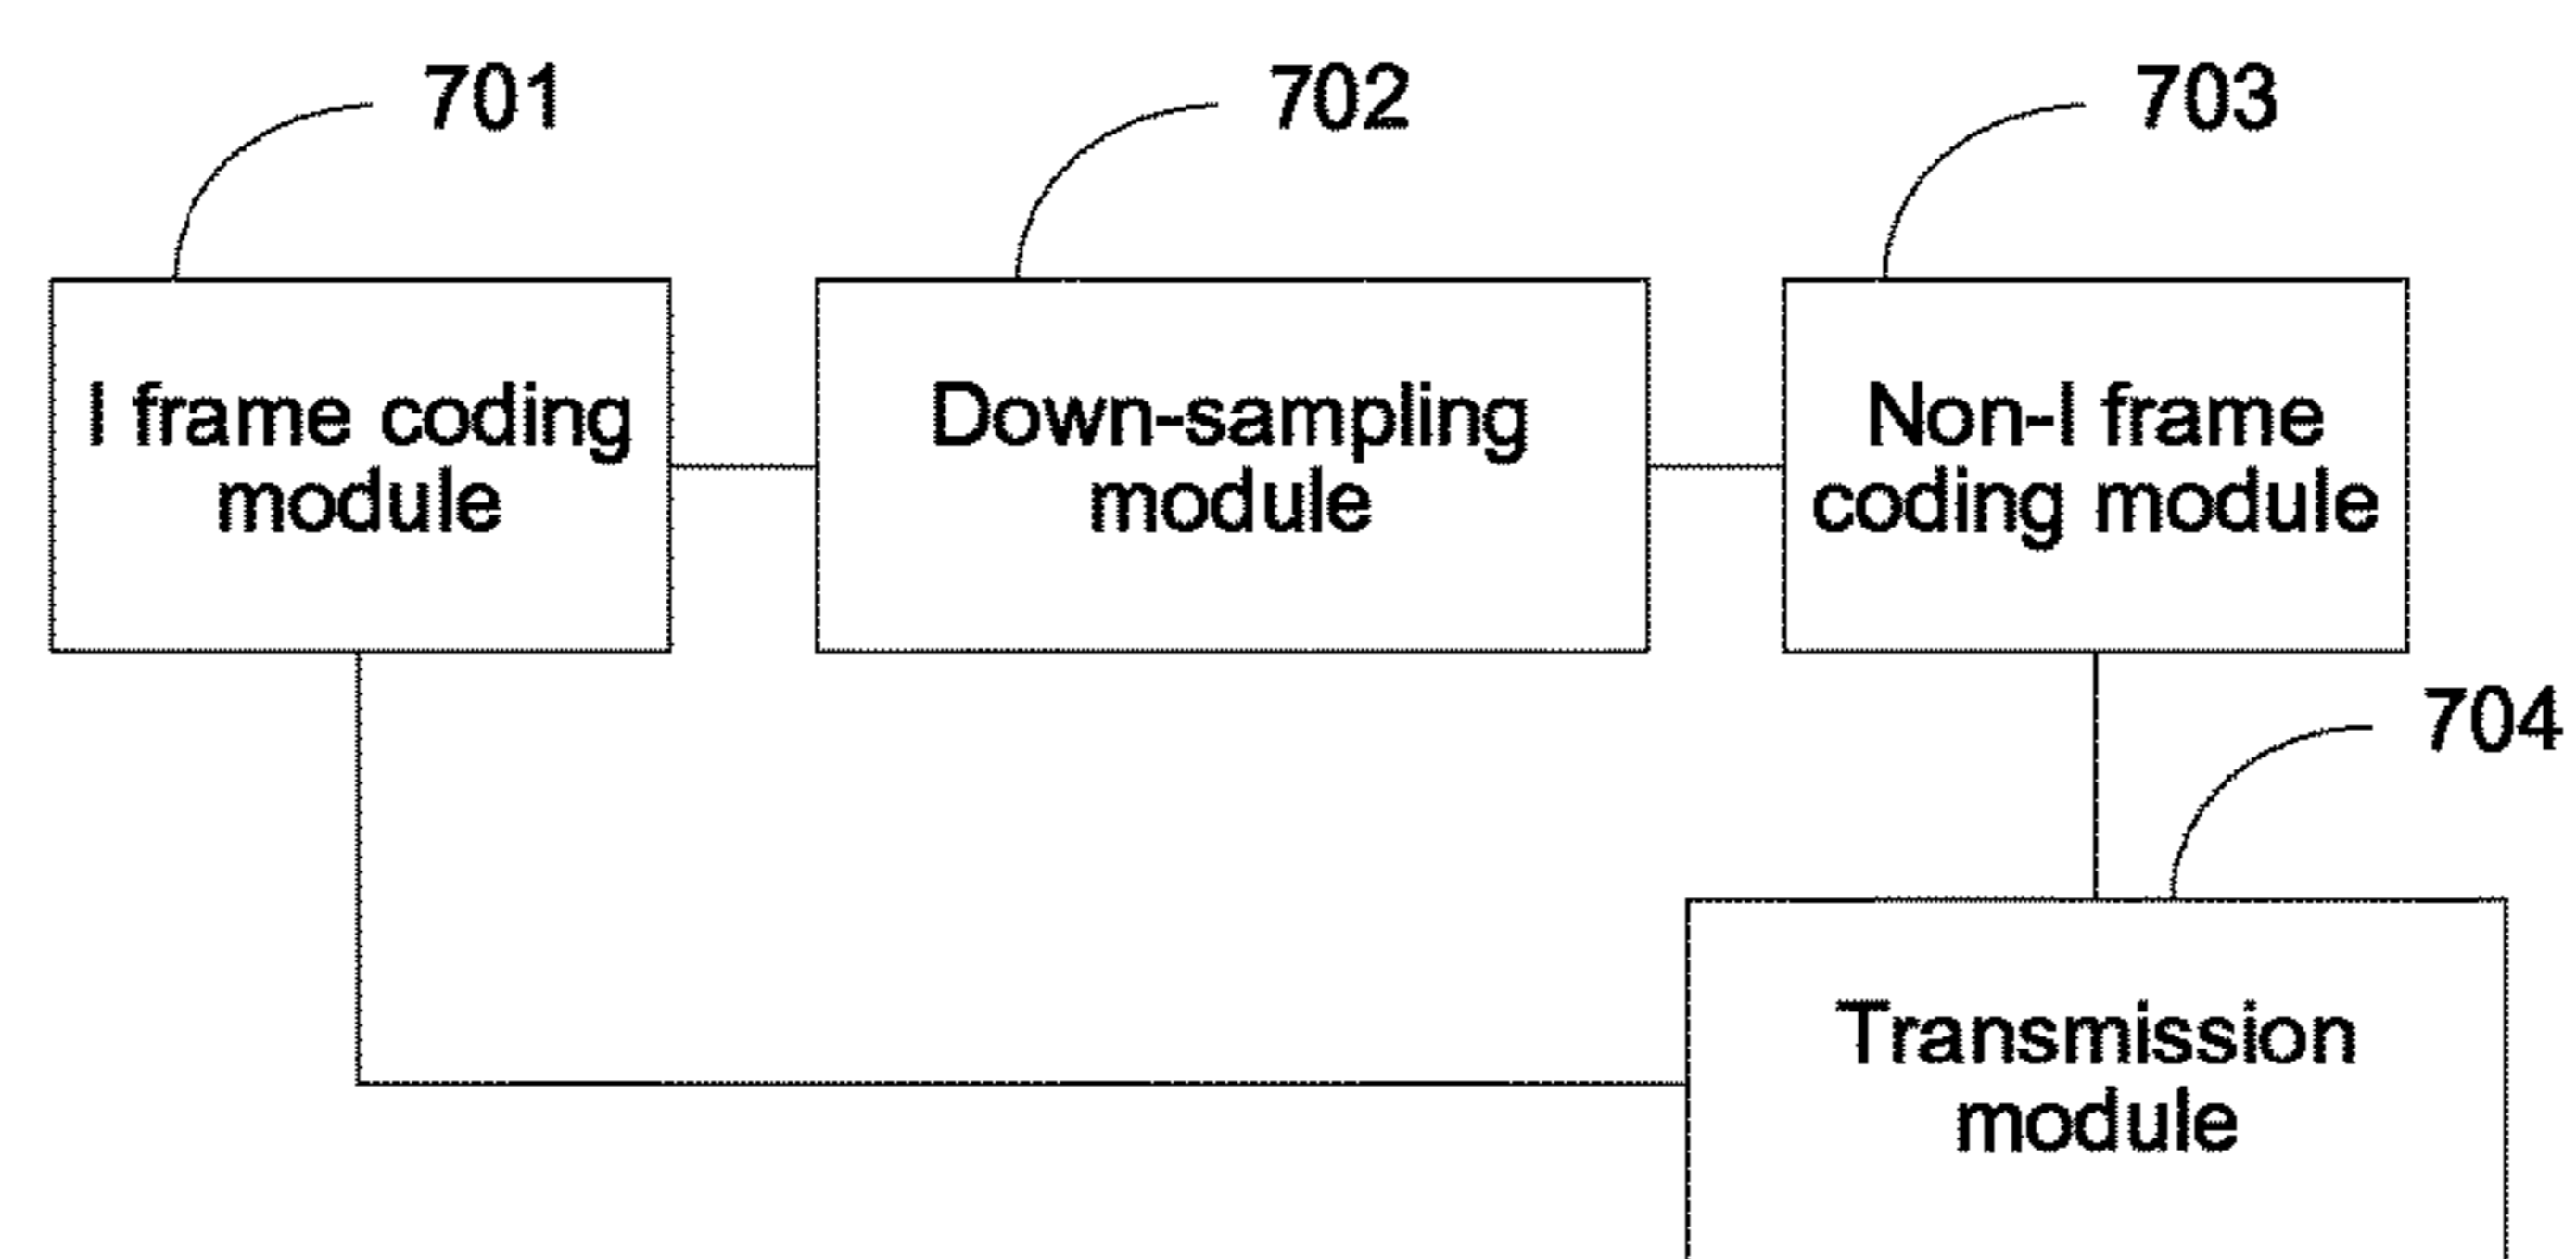 701
702
703
I frame coding
module
Down-sampling
module
Non-I frame
coding module
704
Transmission
module